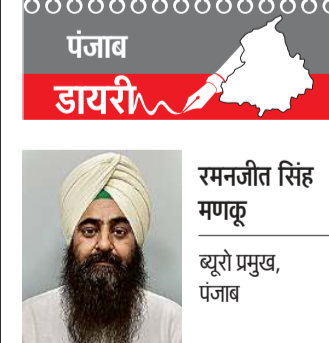 पंजाब
डायरी
रमनजीत सिंह
मणकू
ब्यूरो प्रमुख,
पंजाब